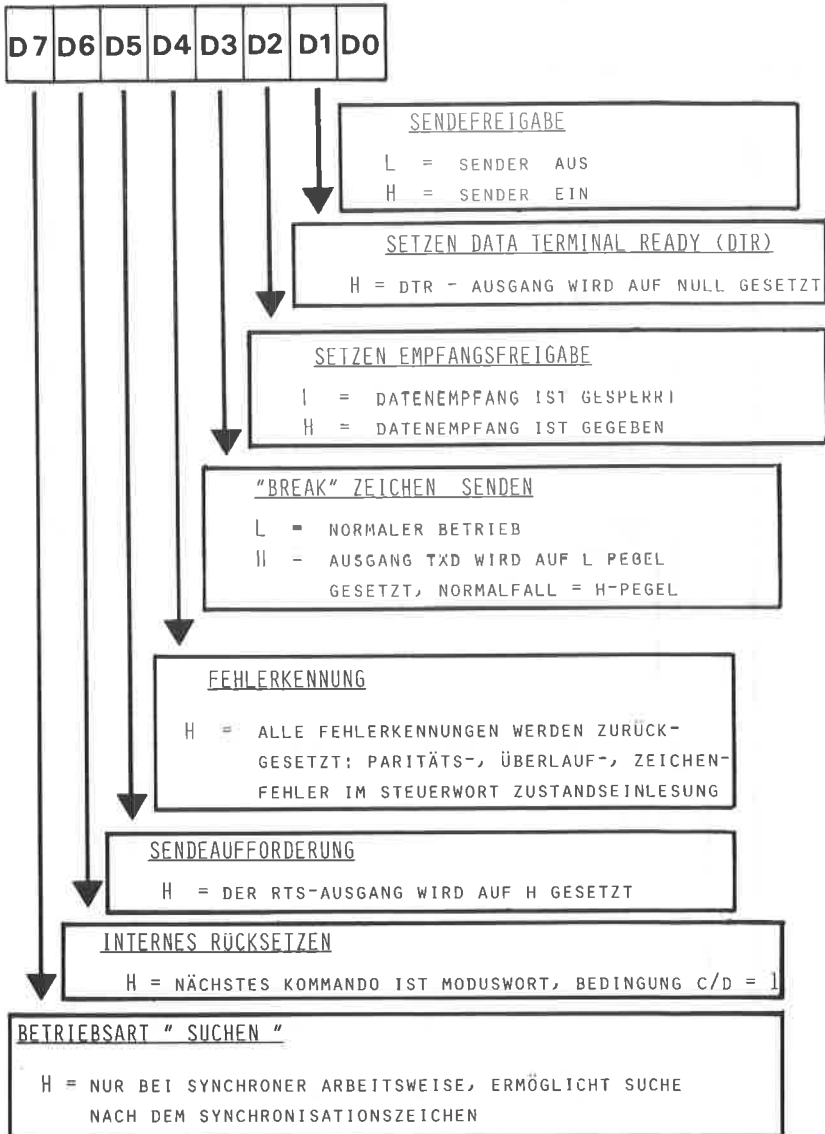 D7 D6 D5 D4 D3 D2 D1 D0
SENDEFREIGABE
L = SENDER AUS
H = SENDER EIN
SETZEN DATA TERMINAL READY (DTR)
H = DTR - AUSGANG WIRD AUF NULL GESETZT
SETZEN EMPFANGSFREIGABE
L = DATENEMPFANG IST GESPERRT
H = DATENEMPFANG IST GEGEBEN
"BREAK" ZEICHEN SENDEN
L = NORMALER BETRIEB
H - AUSGANG TXD WIRD AUF L PEGEL
GESETZT, NORMALFALL = H-PEGEL
FEHLERKENNUNG
H = ALLE FEHLERKENNUNGEN WERDEN ZURÜCK-
GESETZT: PARITÄTS-, ÜBERLAUF-, ZEICHEN-
FEHLER IM STEUERWORT ZUSTANDSEINLESUNG
SENDEAUFFORDERUNG
H = DER RTS-AUSGANG WIRD AUF H GESETZT
INTERNES RÜCKSETZEN
H = NÄCHSTES KOMMANDO IST MODUSWORT, BEDINGUNG C/D = 1
BETRIEBSART " SUCHEN "
H = NUR BEI SYNCHRONER ARBEITSWEISE, ERMÖGLICHT SUCHE
NACH DEM SYNCHRONISATIONSZEICHEN